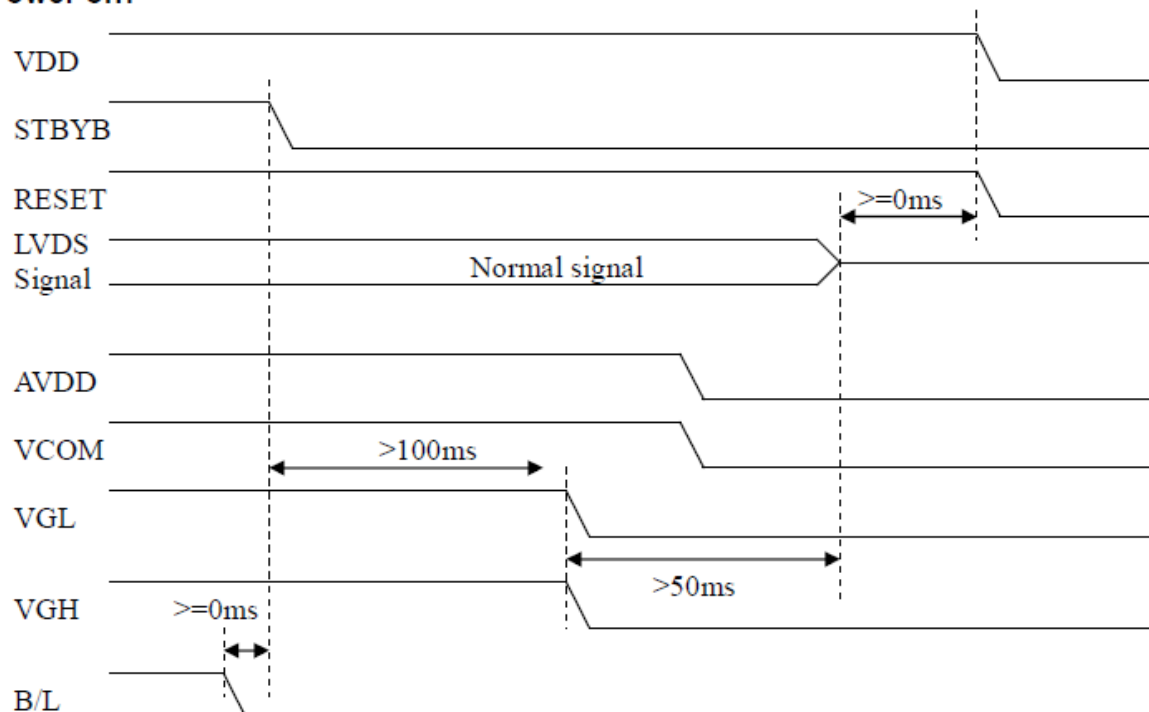 VDD
STBYB
RESET
>=0ms
LVDS
Signal
Normal signal
AVDD
VCOM
>100ms
VGL
>50ms
VGH
>=0ms
B/L